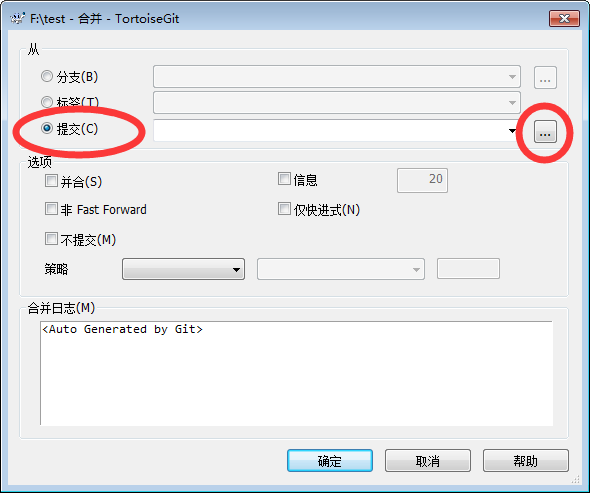 F:\test - 合并 - TortoiseGit
从
分支(B)
...
标签(T)
提交(C)
...
选项
并合(S)
信息
20
非 Fast Forward
仅快进式(N)
不提交(M)
策略
合并日志(M)
<Auto Generated by Git>
确定
取消
帮助